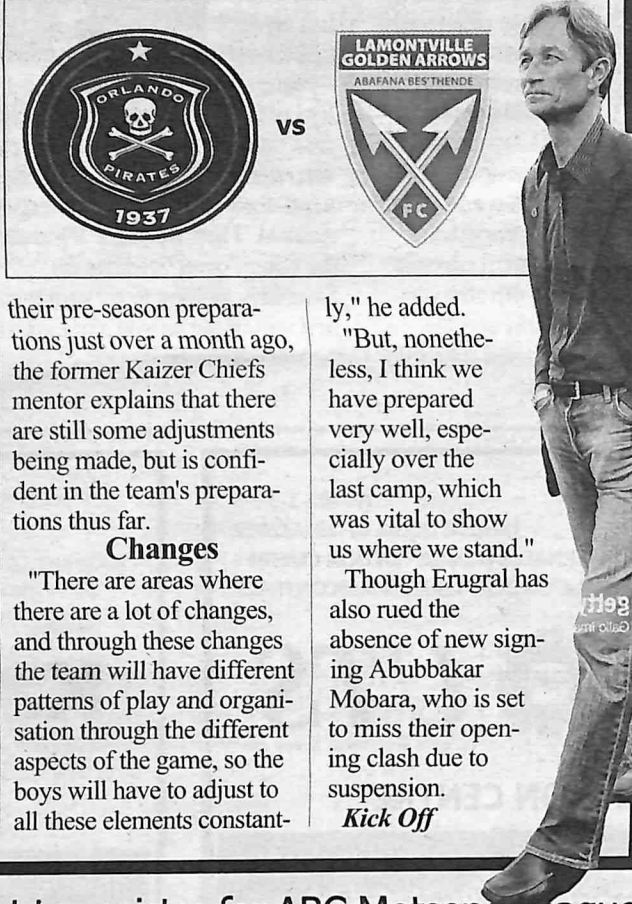 ORLANDO
PIRATES
1937
vs
LAMONTVILLE
GOLDEN ARROWS
ABAFANA BES'THENDE
FC
their pre-season prepara-
tions just over a month ago,
the former Kaizer Chiefs
mentor explains that there
are still some adjustments
being made, but is confi-
dent in the team's prepara-
tions thus far.
Changes
"There are areas where
there are a lot of changes,
and through these changes
the team will have different
patterns of play and organi-
sation through the different
aspects of the game, so the
boys will have to adjust to
all these elements constant-
ly," he added.
"But, nonethe-
less, I think we
have prepared
very well, espe-
cially over the
last camp, which
was vital to show
us where we stand."
Though Erugral has
also rued the
absence of new sign-
ing Abubbakar
Mobara, who is set
to miss their open-
ing clash due to
suspension.
Kick Off